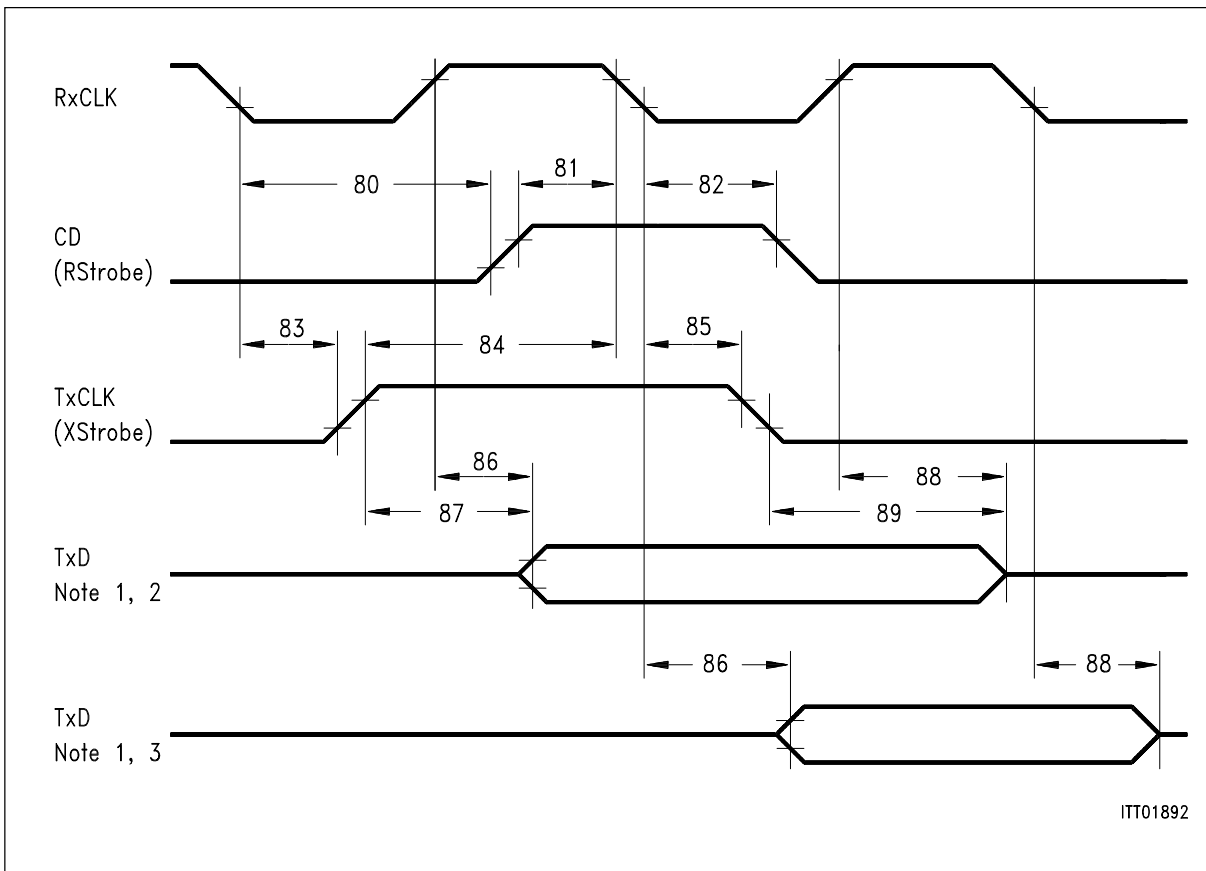 RxCLK
81
80
82
CD
(RStrobe)
83
85
84
TxCLK
(XStrobe)
86
88
87
89
TxD
Note 1, 2
86
88
TxD
Note 1, 3
ITT01892